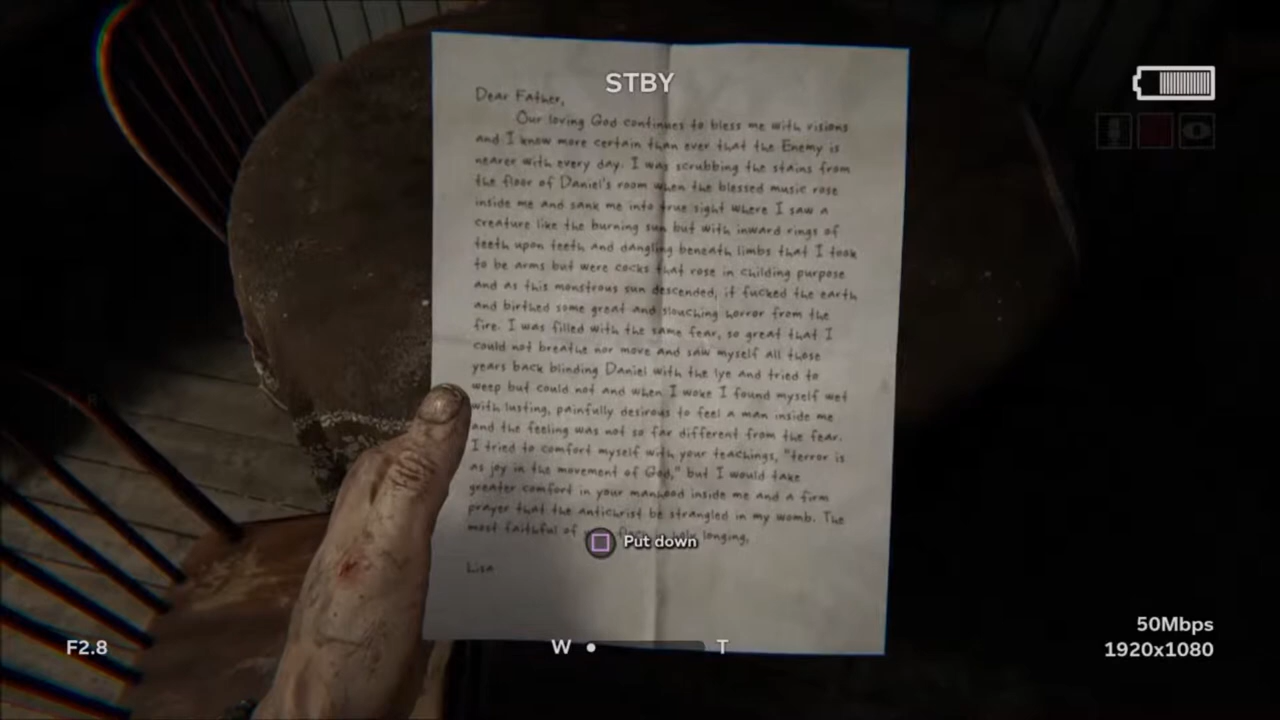 STBY
Dear Father,
Our loving God continues to bless me with visions
and I know more certain than ever that the Enemy is
nearer with every day. I was scrubbing the stains from
the floor of Daniel's room when the blessed music rose
inside me and sank me into true sight where I saw a
creature like the burning sun but with inward rings of
teeth upon teeth and dangling beneath limbs that I took
to be arms but were cocks that rose in childing purpose
and as this monstrous sun descended, it fucked the earth
and birthed some great and slouching horror from the
fire. I was filled with the same fear, so great that I
could not breathe nor move and saw myself all those
years back blinding Daniel with the lye and tried to
weep but could not and when I woke I found myself wet
with lusting, painfully desirous to feel a man inside me
and the feeling was not so far different from the fear.
I tried to comfort myself with your teachings, "terror is
as joy in the movement of God," but I would take
greater comfort in your manhood inside me and a firm
prayer that the antichrist be strangled in my womb. The
most faithful of longing,
Put down
Lisa
F2.8
W T
50Mbps
1920x1080